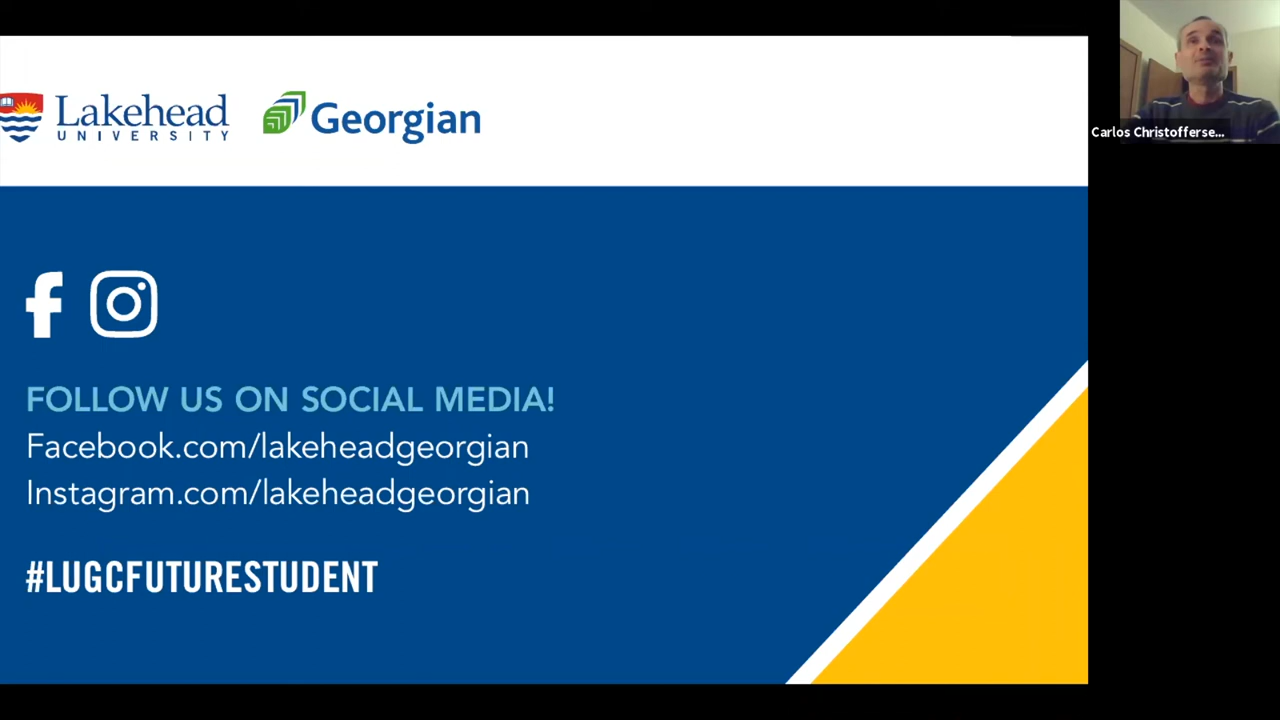 Lakehead
UNIVERSITY
Georgian
Carlos Christofferse...
FOLLOW US ON SOCIAL MEDIA!
Facebook.com/lakeheadgeorgian
Instagram.com/lakeheadgeorgian
#LUGCFUTURESTUDENT